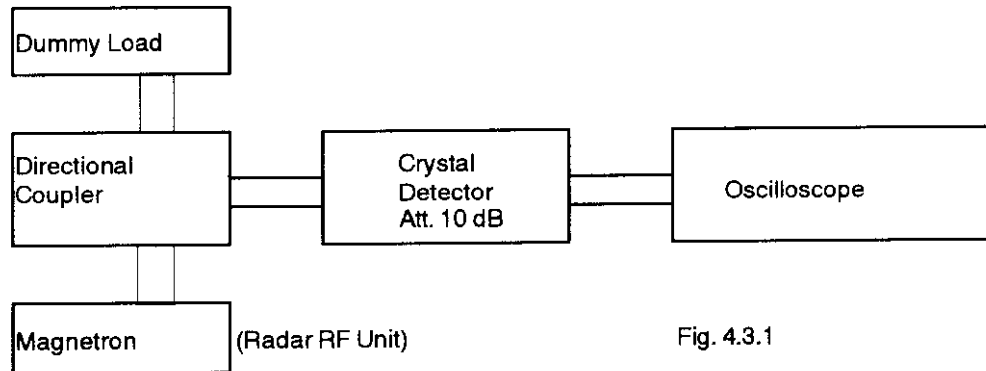 Dummy Load
Directional
Coupler
Crystal
Detector
Att. 10 dB
Oscilloscope
Magnetron
(Radar RF Unit)
Fig. 4.3.1